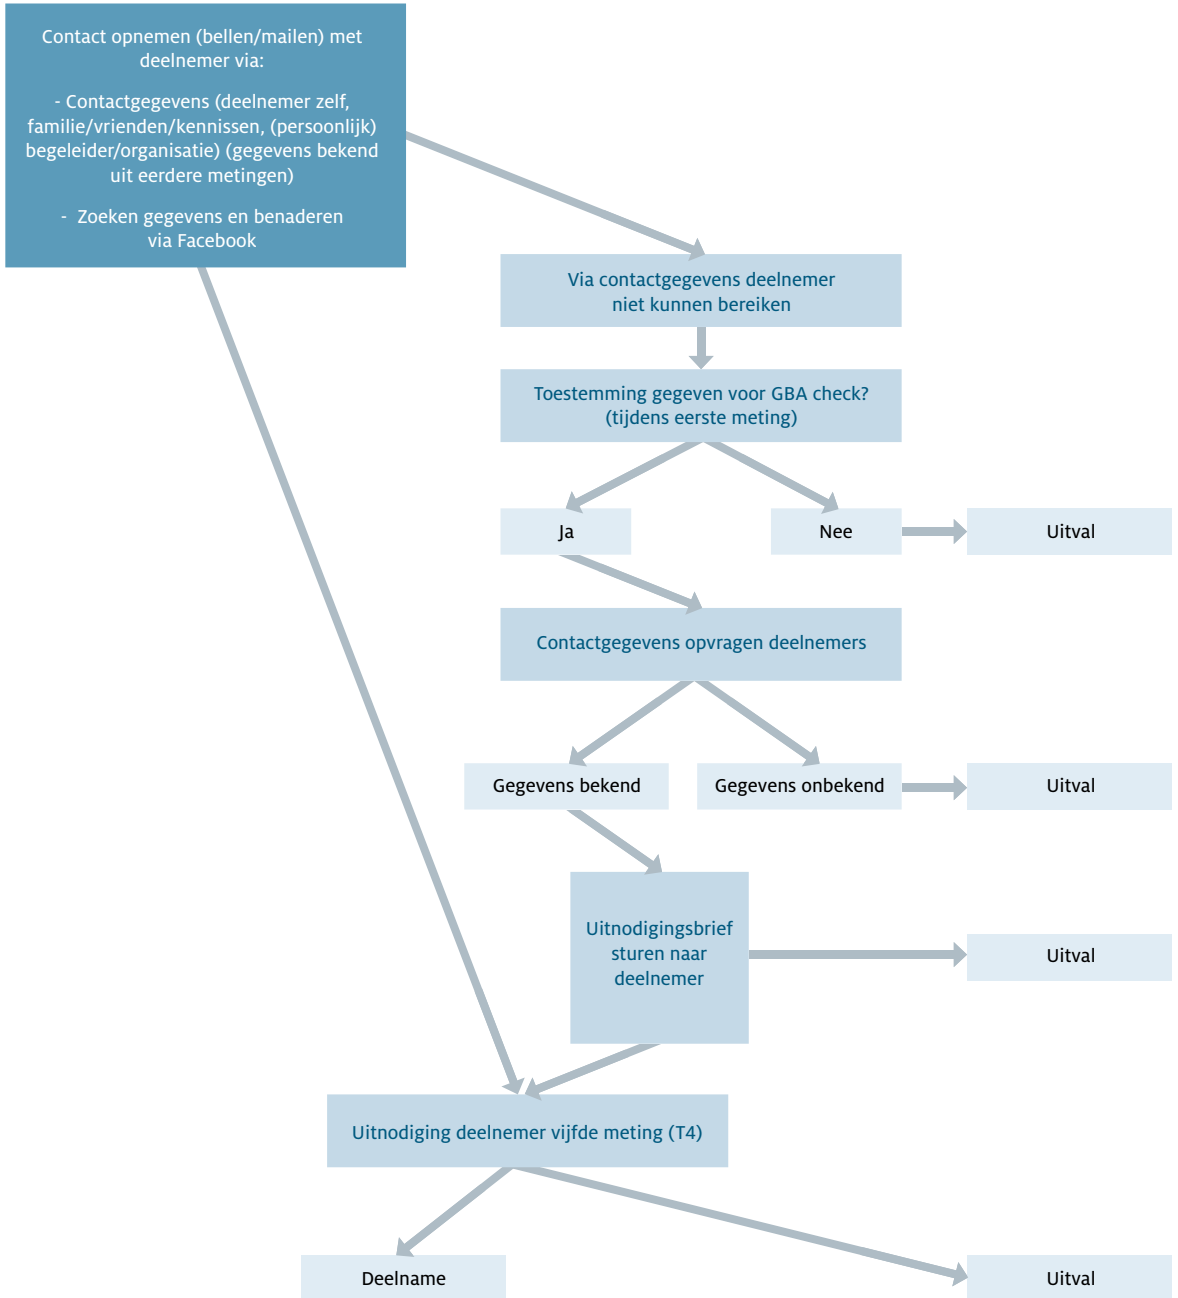 Contact opnemen (bellen/mailen) met
deelnemer via:
- Contactgegevens (deelnemer zelf,
familie/vrienden/kennissen, (persoonlijk)
begeleider/organisatie) (gegevens bekend
uit eerdere metingen)
- Zoeken gegevens en benaderen
via Facebook
Via contactgegevens deelnemer
niet kunnen bereiken
Toestemming gegeven voor GBA check?
(tijdens eerste meting)
Ja
Nee
Uitval
Contactgegevens opvragen deelnemers
Gegevens bekend
Gegevens onbekend
Uitval
Uitnodigingsbrief
sturen naar
deelnemer
Uitval
Uitnodiging deelnemer vijfde meting (T4)
Deelname
Uitval